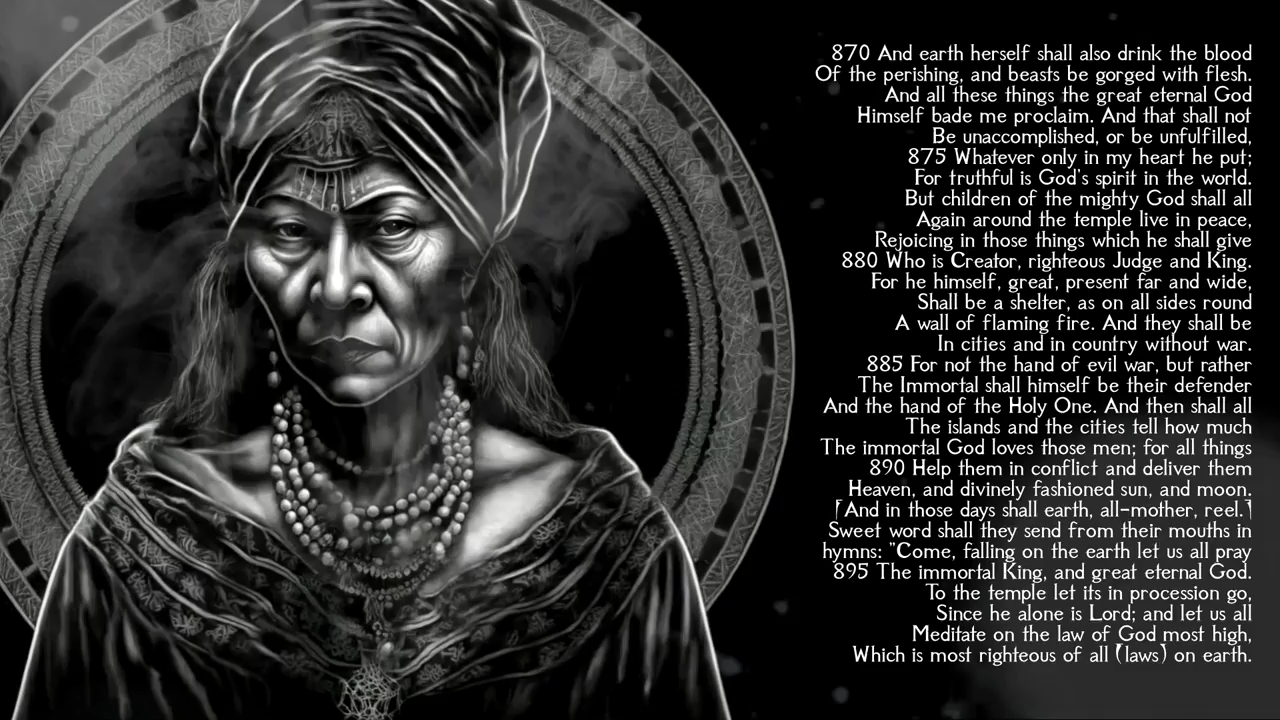 870 And earth herself shall also drink the blood
Of the perishing, and beasts be gorged with flesh.
And all these things the great eternal God
Himself bade me proclaim. And that shall not
Be unaccomplished, or be unfulfilled,
875 Whatever only in my heart he put;
For truthful is God's spirit in the world.
But children of the mighty God shall all
Again around the temple live in peace,
Rejoicing in those things which he shall give
880 Who is Creator, righteous Judge and King.
For he himself, great, present far and wide,
Shall be a shelter, as on all sides round
A wall of flaming fire. And they shall be
In cities and in country without war.
885 For not the hand of evil war, but rather
The Immortal shall himself be their defender
And the hand of the Holy One. And then shall all
The islands and the cities tell how much
The immortal God loves those men; for all things
890 Help them in conflict and deliver them
Heaven, and divinely fashioned sun, and moon.
[And in those days shall earth, all-mother, reel.]
Sweet word shall they send from their mouths in
hymns: "Come, falling on the earth let us all pray
895 The immortal King, and great eternal God.
To the temple let its in procession go,
Since he alone is Lord; and let us all
Meditate on the law of God most high,
Which is most righteous of all (laws) on earth.